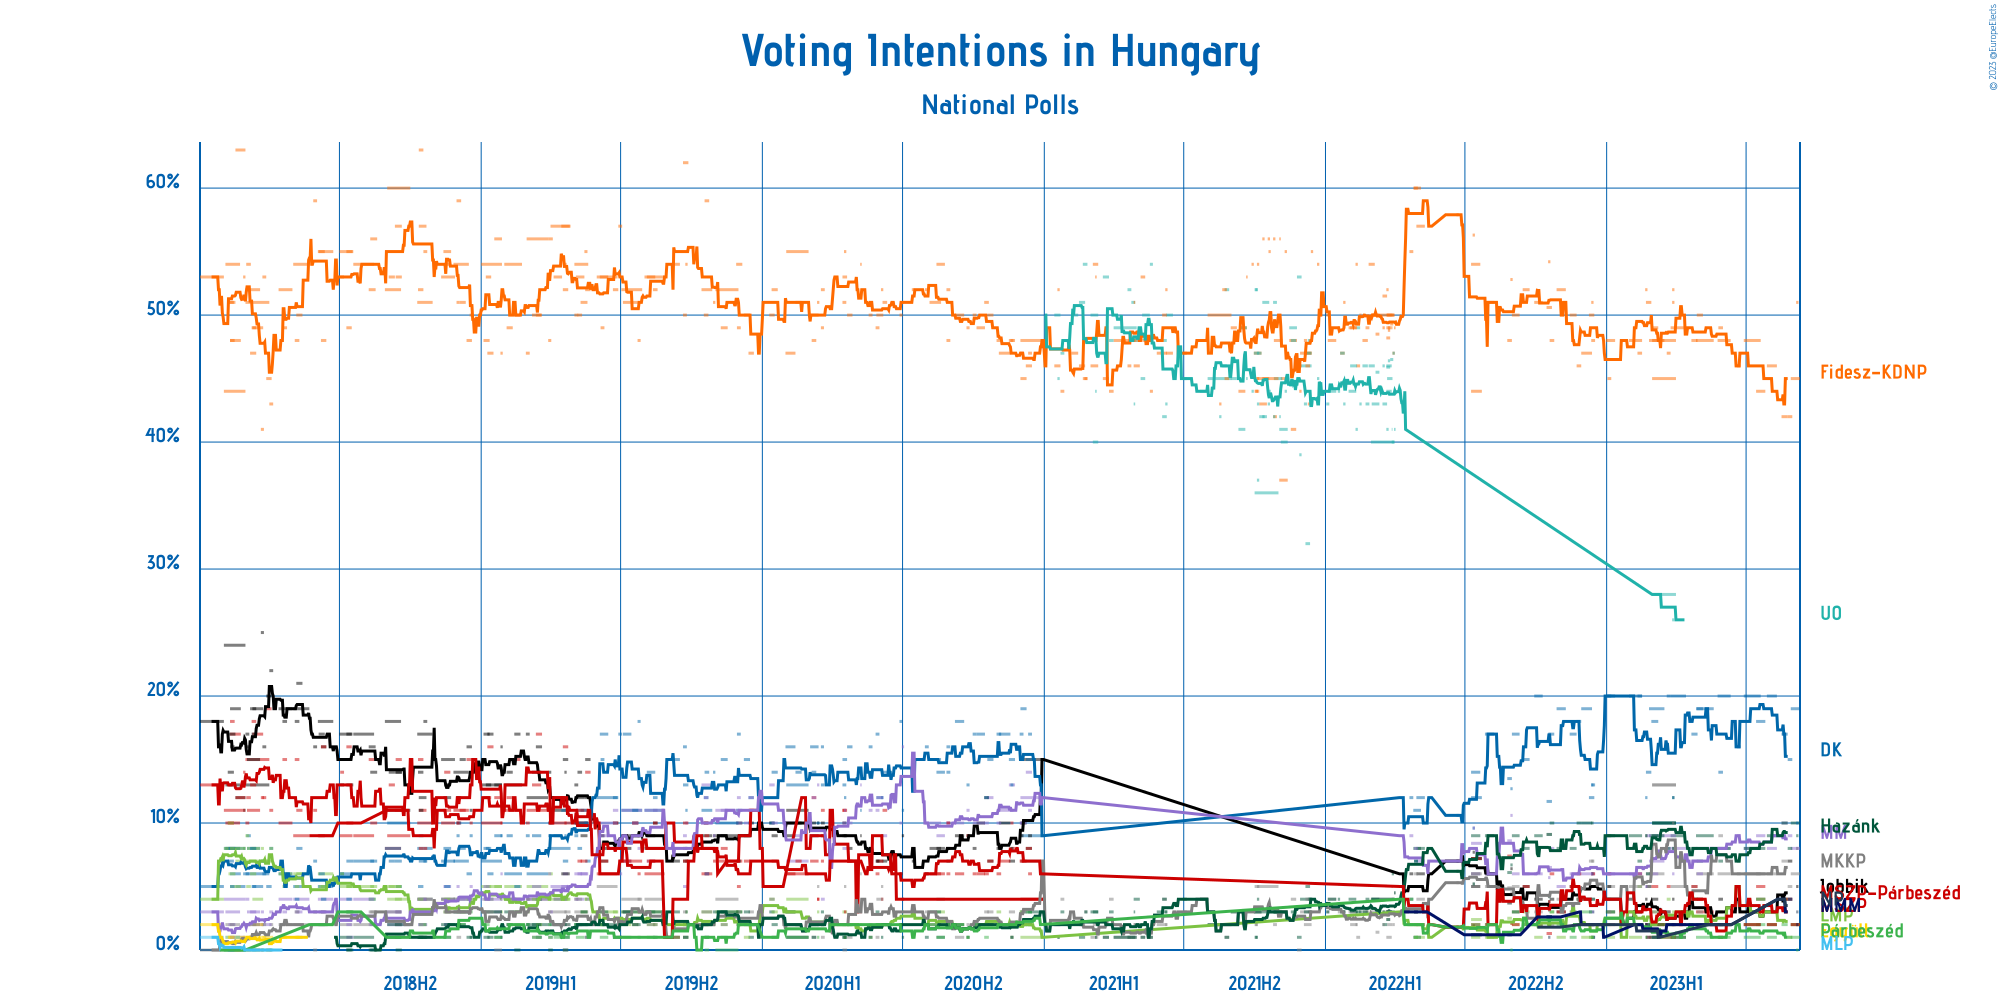 © 2023 @EuropeElects
Voting Intentions in Hungary
National Polls
60%
50%
40%
30%
20%
10%
0%
Fidesz-KDNP
UO
DK
Hazánk
MM
MKKP
Jobbik
MSZP-Párbeszéd
MSZP
LMP
Párbeszéd
MLP
2018H2
2019H1
2019H2
2020H1
2020H2
2021H1
2021H2
2022H1
2022H2
2023H1